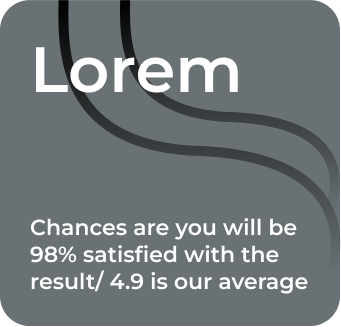 Lorem
Chances are you will be
98% satisfied with the
result/ 4.9 is our average